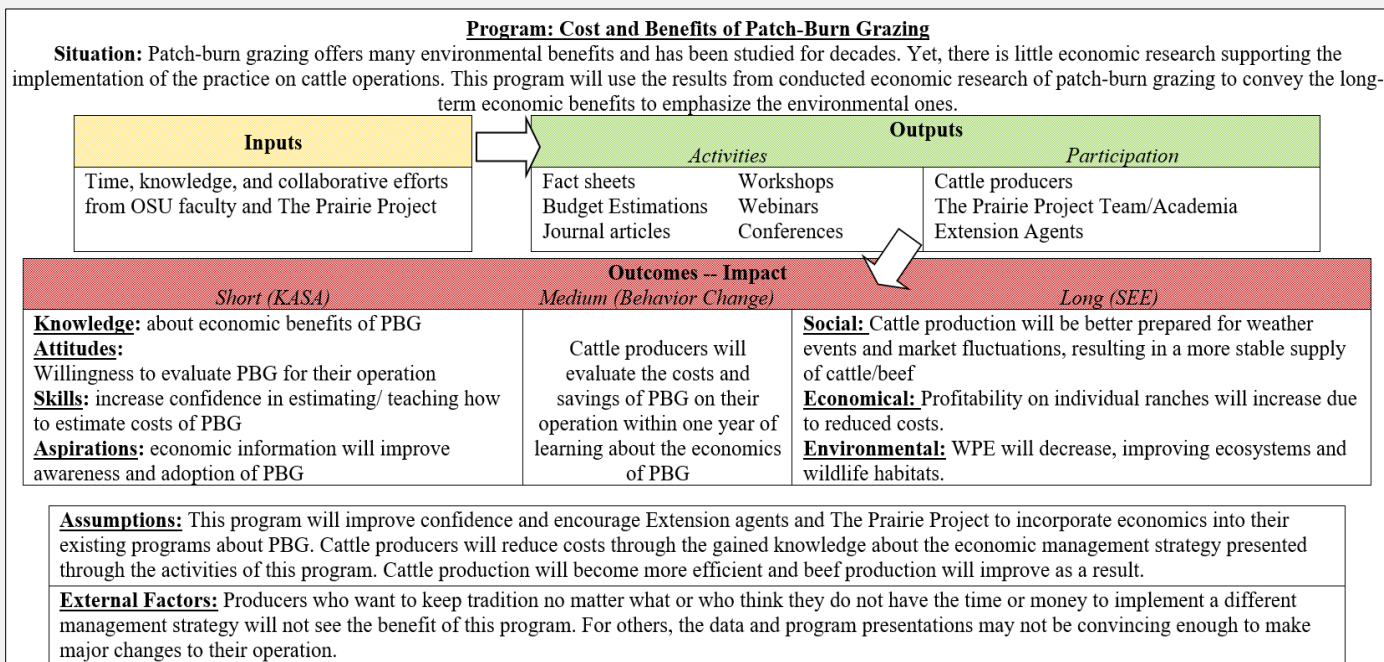 Program: Cost and Benefits of Patch-Burn Grazing
Situation: Patch-burn grazing offers many environmental benefits and has been studied for decades. Yet, there is little economic research supporting the
implementation of the practice on cattle operations. This program will use the results from conducted economic research of patch-burn grazing to convey the long-
term economic benefits to emphasize the environmental ones.
Inputs
Time, knowledge, and collaborative efforts
from OSU faculty and The Prairie Project
Outputs
Activities Participation
Fact sheets Workshops
Budget Estimations Webinars
Journal articles Conferences
Cattle producers
The Prairie Project Team/Academia
Extension Agents
Outcomes -- Impact
Short (KASA) Medium (Behavior Change) Long (SEE)
Knowledge: about economic benefits of PBG
Attitudes:
Willingness to evaluate PBG for their operation
Skills: increase confidence in estimating/ teaching how
to estimate costs of PBG
Aspirations: economic information will improve
awareness and adoption of PBG
Cattle producers will
evaluate the costs and
savings of PBG on their
operation within one year of
learning about the economics
of PBG
Social: Cattle production will be better prepared for weather
events and market fluctuations, resulting in a more stable supply
of cattle/beef
Economical: Profitability on individual ranches will increase due
to reduced costs.
Environmental: WPE will decrease, improving ecosystems and
wildlife habitats.
Assumptions: This program will improve confidence and encourage Extension agents and The Prairie Project to incorporate economics into their
existing programs about PBG. Cattle producers will reduce costs through the gained knowledge about the economic management strategy presented
through the activities of this program. Cattle production will become more efficient and beef production will improve as a result.
External Factors: Producers who want to keep tradition no matter what or who think they do not have the time or money to implement a different
management strategy will not see the benefit of this program. For others, the data and program presentations may not be convincing enough to make
major changes to their operation.